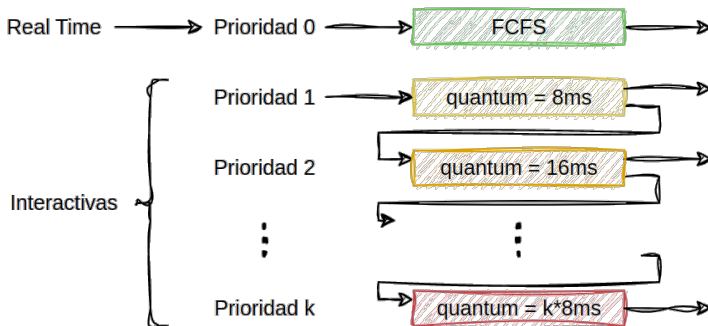 Real Time
Prioridad 0
FCFS
Prioridad 1
quantum = 8ms
Prioridad 2
quantum = 16ms
Interactivas
Prioridad k
quantum = k*8ms